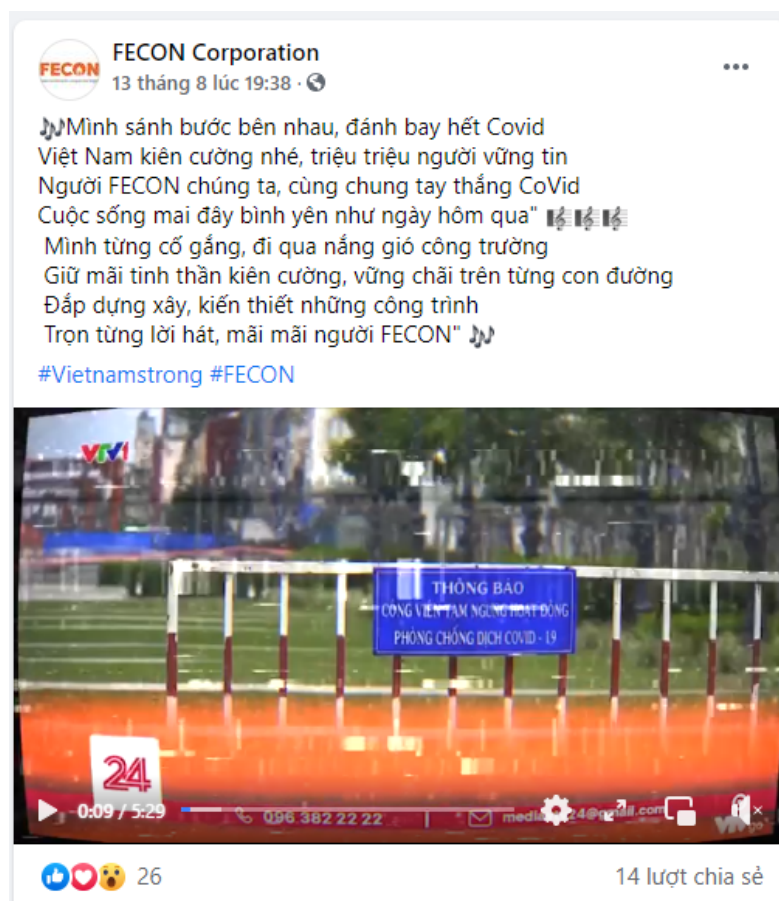 FECON
FECON Corporation
13 tháng 8 lúc 19:38 ·
Mình sánh bước bên nhau, đánh bay hết Covid
Việt Nam kiên cường nhé, triệu triệu người vững tin
Người FECON chúng ta, cùng chung tay thắng CoVid
Cuộc sống mai đây bình yên như ngày hôm qua"
Mình từng cố gắng, đi qua nắng gió công trường
Giữ mãi tinh thần kiên cường, vững chãi trên từng con đường
Đắp dựng xây, kiến thiết những công trình
Trọn từng lời hát, mãi mãi người FECON"
#Vietnamstrong #FECON
VTV1
THÔNG BÁO
CÔNG VIÊN TẠM NGỪNG HOẠT ĐỘNG
PHÒNG CHỐNG DỊCH COVID - 19
24
0:09 / 5:29
096 382 22 22
26
14 lượt chia sẻ